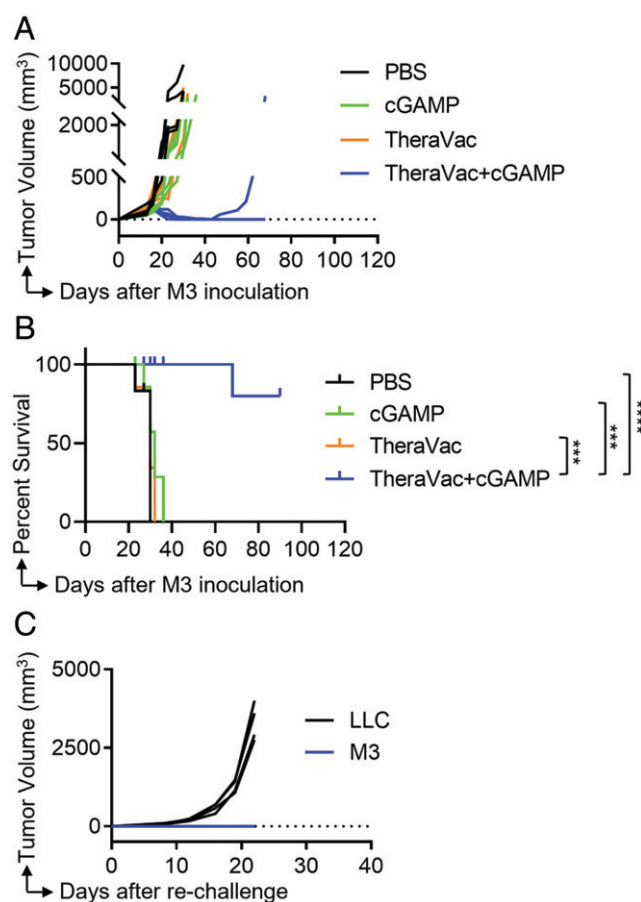 A
Tumor Volume (mm³)
10000
5000
2000
500
0
0 20 40 60 80 100 120
Days after M3 inoculation
PBS
cGAMP
TheraVac
TheraVac+cGAMP
B
Percent Survival
100
50
0
0 20 40 60 80 100 120
Days after M3 inoculation
PBS
cGAMP
TheraVac
TheraVac+cGAMP
***
***
****
C
Tumor Volume (mm³)
5000
2500
0
0 10 20 30 40
Days after re-challenge
LLC
M3